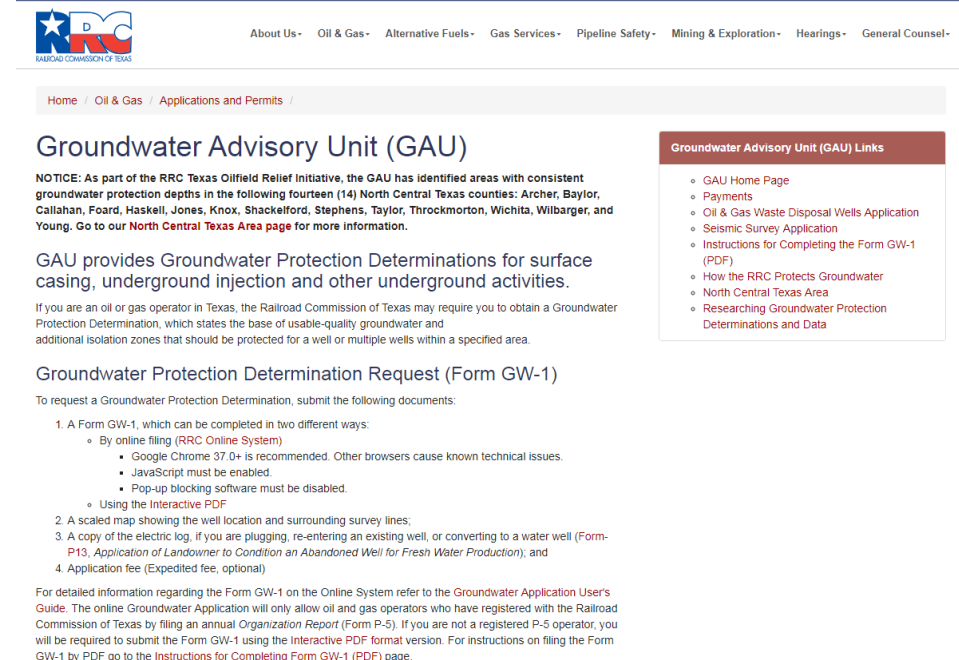 RRC
RAILROAD COMMISSION OF TEXAS
About Us Oil & Gas Alternative Fuels Gas Services Pipeline Safety Mining & Exploration Hearings General Counsel
Home / Oil & Gas / Applications and Permits /
Groundwater Advisory Unit (GAU)
NOTICE: As part of the RRC Texas Oilfield Relief Initiative, the GAU has identified areas with consistent
groundwater protection depths in the following fourteen (14) North Central Texas counties: Archer, Baylor,
Callahan, Foard, Haskell, Jones, Knox, Shackelford, Stephens, Taylor, Throckmorton, Wichita, Wilbarger, and
Young. Go to our North Central Texas Area page for more information.
GAU provides Groundwater Protection Determinations for surface
casing, underground injection and other underground activities.
If you are an oil or gas operator in Texas, the Railroad Commission of Texas may require you to obtain a Groundwater
Protection Determination, which states the base of usable-quality groundwater and
additional isolation zones that should be protected for a well or multiple wells within a specified area.
Groundwater Protection Determination Request (Form GW-1)
To request a Groundwater Protection Determination, submit the following documents:
1. A Form GW-1, which can be completed in two different ways:
By online filing (RRC Online System)
Google Chrome 37.0+ is recommended. Other browsers cause known technical issues.
JavaScript must be enabled.
Pop-up blocking software must be disabled.
Using the Interactive PDF
2. A scaled map showing the well location and surrounding survey lines;
3. A copy of the electric log, if you are plugging, re-entering an existing well, or converting to a water well (Form-
P13, Application of Landowner to Condition an Abandoned Well for Fresh Water Production); and
4. Application fee (Expedited fee, optional)
For detailed information regarding the Form GW-1 on the Online System refer to the Groundwater Application User's
Guide. The online Groundwater Application will only allow oil and gas operators who have registered with the Railroad
Commission of Texas by filing an annual Organization Report (Form P-5). If you are not a registered P-5 operator, you
will be required to submit the Form GW-1 using the Interactive PDF format version. For instructions on filing the Form
GW-1 by PDF go to the Instructions for Completing Form GW-1 (PDF) page.
Groundwater Advisory Unit (GAU) Links
GAU Home Page
Payments
Oil & Gas Waste Disposal Wells Application
Seismic Survey Application
Instructions for Completing the Form GW-1
(PDF)
How the RRC Protects Groundwater
North Central Texas Area
Researching Groundwater Protection
Determinations and Data